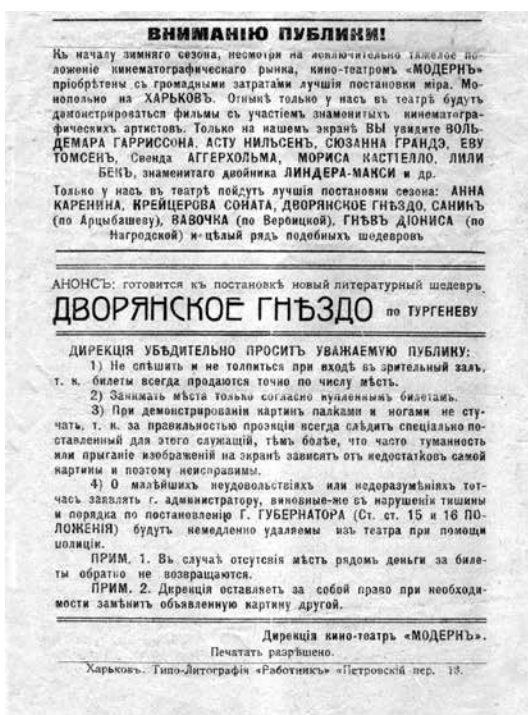 ВНИМАНІЮ ПУБЛИКИ!
Къ началу зимняго сезона, несмотря на исключительно тяжелое по-
ложеніе кинематографическаго рынка, кино-театромъ «МОДЕРНЪ»
пріобрѣтены съ громадными затратами лучшія постановки міра. Мо-
нопольно на ХАРЬКОВЪ. Отнынѣ только у насъ въ театрѣ будутъ
демонстрироваться фильмы съ участіемъ знаменитыхъ кинематогра-
фическихъ артистовъ. Только на нашемъ экранѣ ВЫ увидите ВОЛЬ-
ДЕМАРА ГАРРИССОНА, АСТУ НИЛЬСЕНЪ, СЮЗАННА ГРАНДЭ, ЕВУ
ТОМСЕНЪ, Свенда АГГЕРХОЛЬМА, МОРИСА КАСТІЕЛЛО, ЛИЛИ
БЕКЪ, знаменитаго двойника ЛИНДЕРА-МАКСИ и др.
Только у насъ въ театрѣ пойдутъ лучшія постановки сезона: АННА
КАРЕНИНА, КРЕЙЦЕРОВА СОНАТА, ДВОРЯНСКОЕ ГНѢЗДО, САНИНЪ
(по Арцыбашеву), ВАВОЧКА (по Вербицкой), ГНѢВЪ ДІОНИСА (по
Нагродской) и цѣлый рядъ подобныхъ шедевровъ
АНОНСЪ: готовится къ постановкѣ новый литературный шедевръ
ДВОРЯНСКОЕ ГНѢЗДО по ТУРГЕНЕВУ
ДИРЕКЦІЯ УБѢДИТЕЛЬНО ПРОСИТЪ УВАЖАЕМУЮ ПУБЛИКУ:
1) Не спѣшить и не толпиться при входѣ въ зрительный залъ,
т. к. билеты всегда продаются точно по числу мѣстъ.
2) Занимать мѣста только согласно купленнымъ билетамъ.
3) При демонстрированіи картинъ палками и ногами не сту-
чать, т. к. за правильностью проэкціи всегда слѣдитъ спеціально по-
ставленный для этого служащій, тѣмъ болѣе, что часто туманность
или прыганіе изображеній на экранѣ зависятъ отъ недостатковъ самой
картины и поэтому неисправимы.
4) О малѣйшихъ неудовольствіяхъ или недоразумѣніяхъ тот-
часъ заявлять г. администратору, виновные-же въ нарушеніи тишины
и порядка по постановленію Г. ГУБЕРНАТОРА (Ст. ст. 15 и 16 ПО-
ЛОЖЕНІЯ) будутъ немедленно удаляемы изъ театра при помощи
полиціи.
ПРИМ. 1. Въ случаѣ отсутсвія мѣстъ рядомъ деньги за биле-
ты обратно не возвращаются.
ПРИМ. 2. Дирекція оставляетъ за собой право при необходи-
мости замѣнить объявленную картину другой.
Дирекція кино-театръ «МОДЕРНЪ».
Печатать разрѣшено.
Харьковъ. Типо-Литографія «Работникъ» «Петровскій пер. 18.